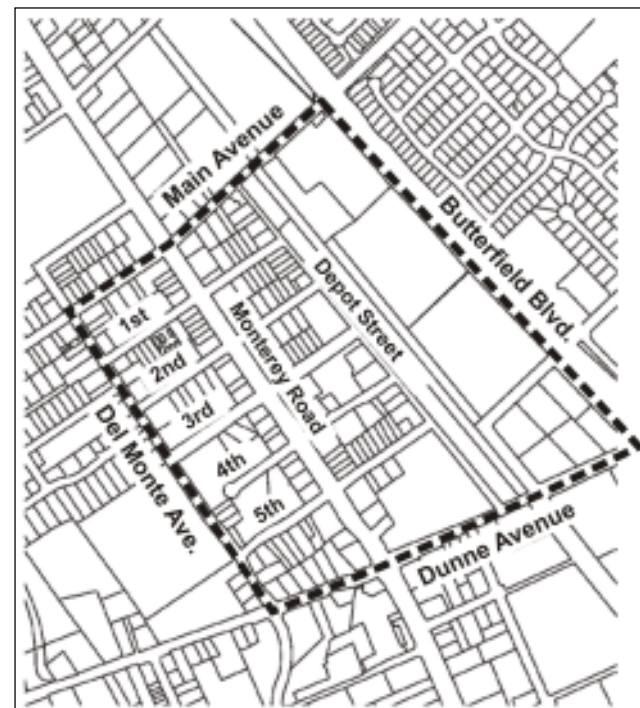 Main Avenue
Butterfield Blvd.
Depot Street
Monterey Road
1st
2nd
3rd
4th
5th
Del Monte Ave.
Dunne Avenue